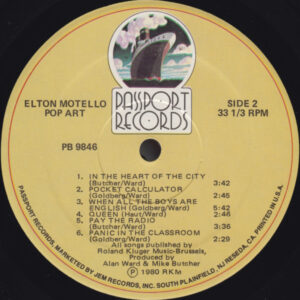 PASSPORT
RECORDS
ELTON MOTELLO
POP ART
SIDE 2
33 1/3 RPM
PB 9846
1. IN THE HEART OF THE CITY
(Butcher/Ward) 3:42
2. POCKET CALCULATOR
(Goldberg/Ward) 2:45
3. WHEN ALL THE BOYS ARE
ENGLISH (Goldberg/Ward) 3:22
4. QUEEN (Haut/Ward) 2:46
5. PAY THE RADIO
(Butcher/Ward) 3:36
6. PANIC IN THE CLASSROOM
(Goldberg/Ward) 2:29
All songs published by
Roland Kluger Music-Brussels,
Produced by
Alan Ward & Mike Butcher
Ⓟ 1980 RKM
PASSPORT RECORDS, MARKETED BY JEM RECORDS, INC. SOUTH PLAINFIELD, NJ RESEDA, CA. PRINTED IN U.S.A.